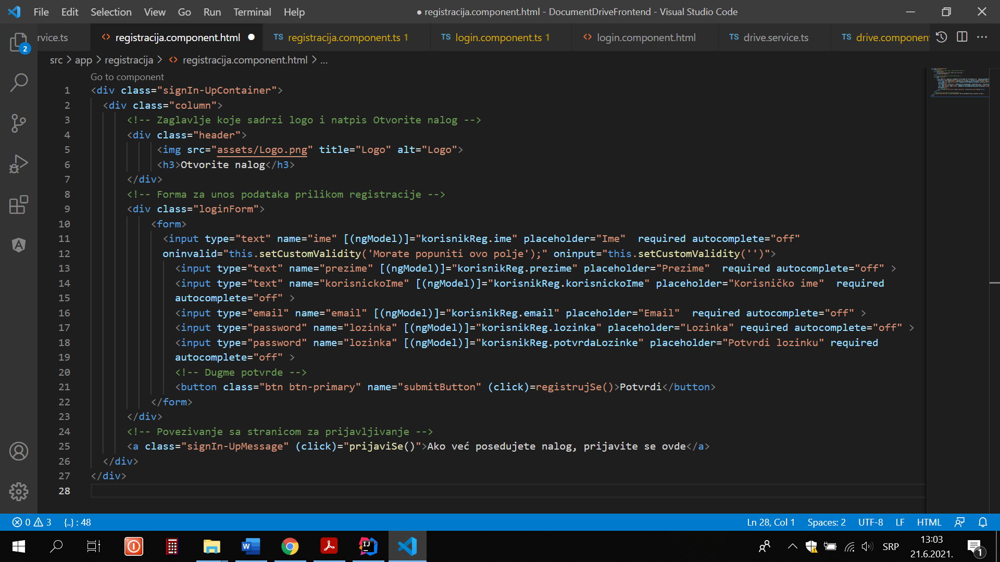 File Edit Selection View Go Run Terminal Help
● registracija.component.html - DocumentDriveFrontend - Visual Studio Code
2
rvice.ts
<> registracija.component.html ●
TS registracija.component.ts 1
TS login.component.ts 1
<> login.component.html
TS drive.service.ts
TS drive.component
src > app > registracija > <> registracija.component.html > ...
Go to component
1 <div class="signIn-UpContainer">
2 <div class="column">
3 <!-- Zaglavlje koje sadrzi logo i natpis Otvorite nalog -->
4 <div class="header">
5 <img src="assets/Logo.png" title="Logo" alt="Logo">
6 <h3>Otvorite nalog</h3>
7 </div>
8 <!-- Forma za unos podataka prilikom registracije -->
9 <div class="loginForm">
10 <form>
11 <input type="text" name="ime" [(ngModel)]="korisnikReg.ime" placeholder="Ime"  required autocomplete="off"
12 oninvalid="this.setCustomValidity('Morate popuniti ovo polje');" oninput="this.setCustomValidity('')">
13 <input type="text" name="prezime" [(ngModel)]="korisnikReg.prezime" placeholder="Prezime"  required autocomplete="off" >
14 <input type="text" name="korisnickoIme" [(ngModel)]="korisnikReg.korisnickoIme" placeholder="Korisničko ime"  required
15 autocomplete="off" >
16 <input type="email" name="email" [(ngModel)]="korisnikReg.email" placeholder="Email"  required autocomplete="off" >
17 <input type="password" name="lozinka" [(ngModel)]="korisnikReg.lozinka" placeholder="Lozinka" required autocomplete="off" >
18 <input type="password" name="lozinka" [(ngModel)]="korisnikReg.potvrdaLozinke" placeholder="Potvrdi lozinku" required
19 autocomplete="off" >
20 <!-- Dugme potvrde -->
21 <button class="btn btn-primary" name="submitButton" (click)=registrujSe()>Potvrdi</button>
22 </form>
23 </div>
24 <!-- Povezivanje sa stranicom za prijavljivanje -->
25 <a class="signIn-UpMessage" (click)="prijaviSe()">Ako već posedujete nalog, prijavite se ovde</a>
26 </div>
27 </div>
28
0 3 {..} : 48
Ln 28, Col 1 Spaces: 2 UTF-8 LF HTML
SRP
13:03
21.6.2021.
1